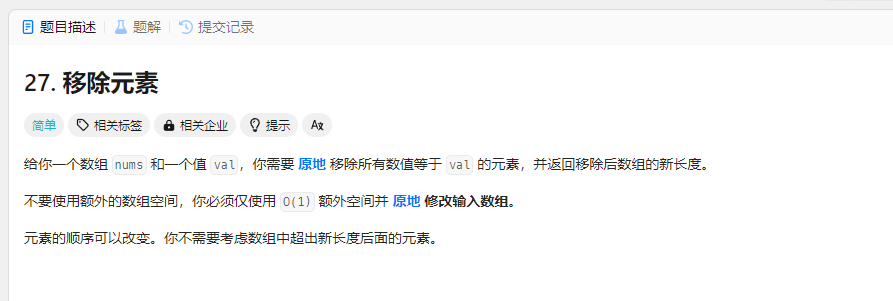 题目描述 题解 提交记录
27. 移除元素
简单 相关标签 相关企业 提示 Aҳ
给你一个数组 nums 和一个值 val，你需要 原地 移除所有数值等于 val 的元素，并返回移除后数组的新长度。
不要使用额外的数组空间，你必须仅使用 O(1) 额外空间并 原地 修改输入数组。
元素的顺序可以改变。你不需要考虑数组中超出新长度后面的元素。